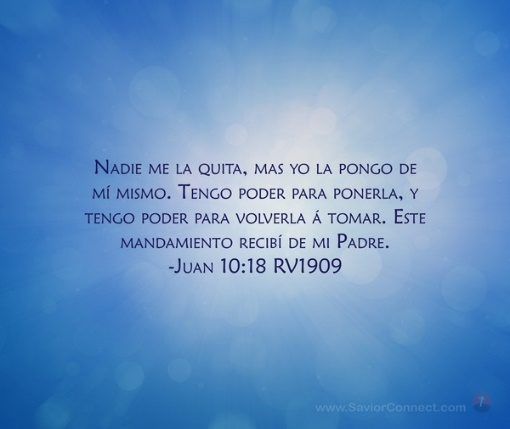 Nadie me la quita, mas yo la pongo de
mí mismo. Tengo poder para ponerla, y
tengo poder para volverla á tomar. Este
mandamiento recibí de mi Padre.
-Juan 10:18 RV1909
www.SaviorConnect.com